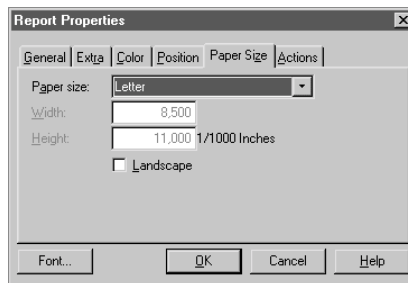 Report Properties
General Extra Color Position Paper Size Actions
Paper size: Letter
Width: 8,500
Height: 11,000 1/1000 Inches
Landscape
Font... OK Cancel Help